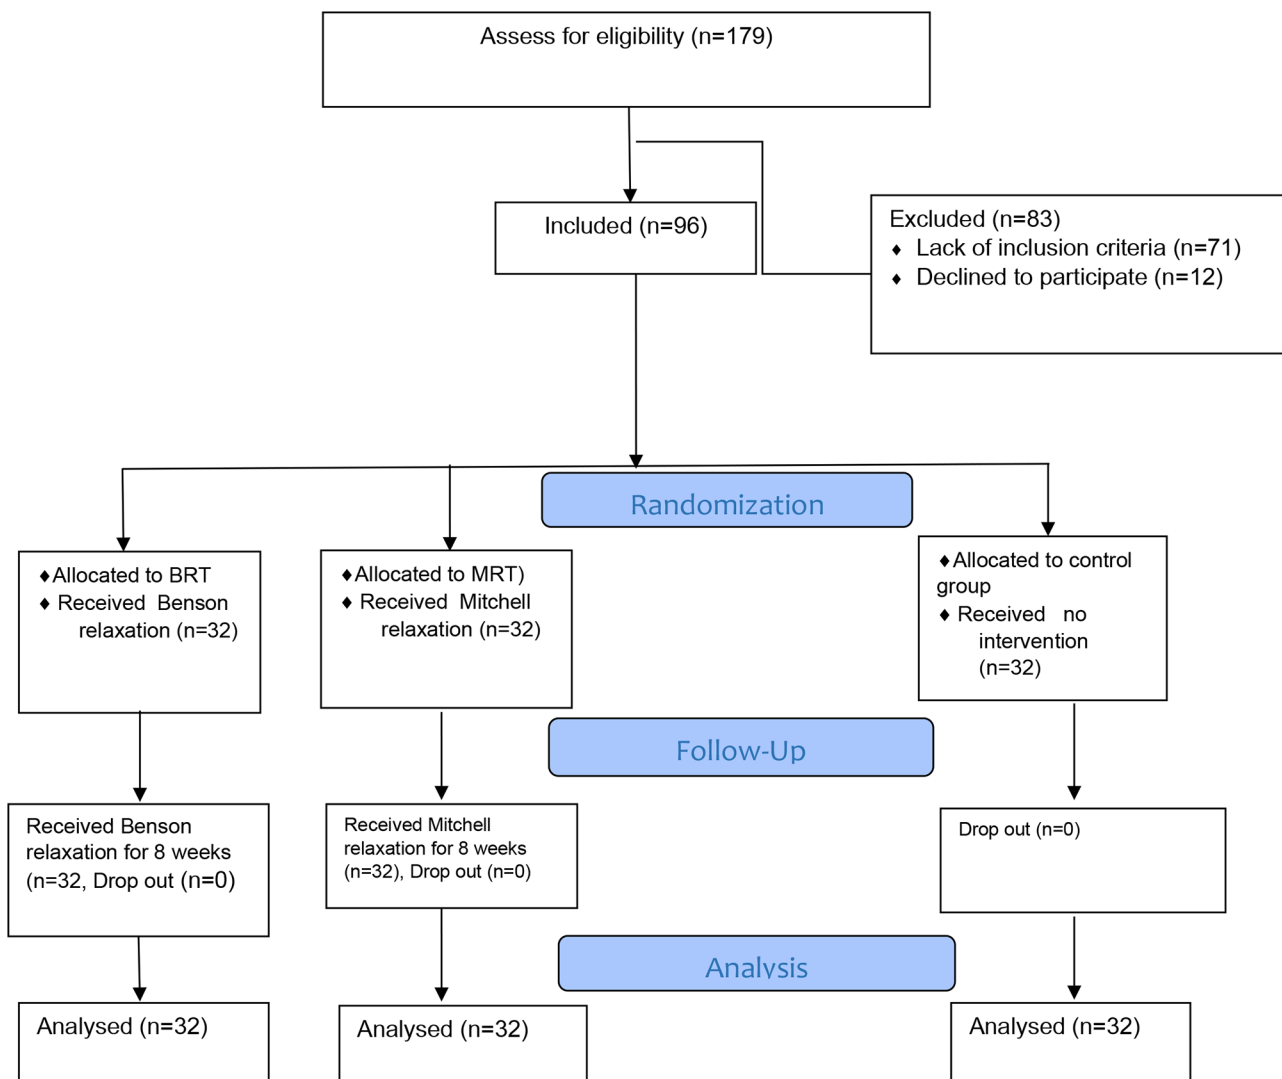 Assess for eligibility (n=179)
Included (n=96)
Excluded (n=83)
♦ Lack of inclusion criteria (n=71)
♦ Declined to participate (n=12)
Randomization
♦Allocated to BRT
♦ Received Benson
relaxation (n=32)
♦Allocated to MRT)
♦ Received Mitchell
relaxation (n=32)
♦Allocated to control
group
♦ Received no
intervention
(n=32)
Follow-Up
Received Benson
relaxation for 8 weeks
(n=32, Drop out (n=0)
Received Mitchell
relaxation for 8 weeks
(n=32), Drop out (n=0)
Drop out (n=0)
Analysis
Analysed (n=32)
Analysed (n=32)
Analysed (n=32)